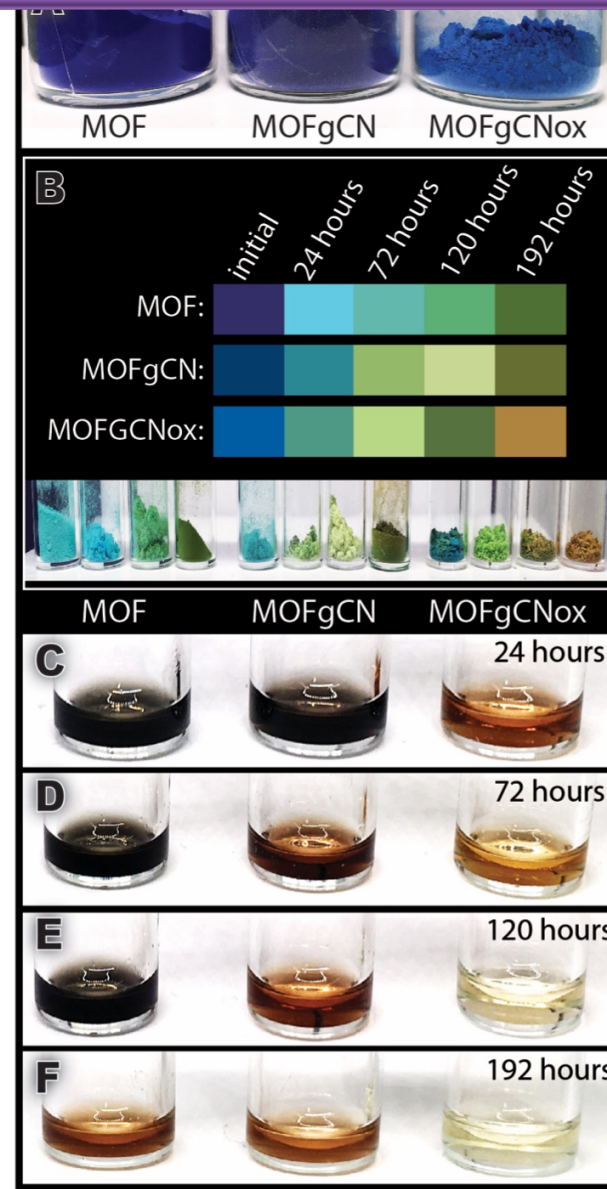 A
MOF MOFgCN MOFgCNox
B
initial 24 hours 72 hours 120 hours 192 hours
MOF:
MOFgCN:
MOFGCNox:
MOF MOFgCN MOFgCNox
C 24 hours
D 72 hours
E 120 hours
F 192 hours